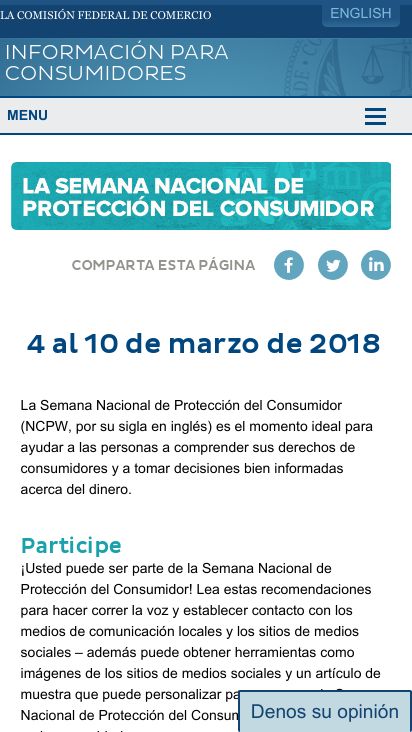 LA COMISIÓN FEDERAL DE COMERCIO
ENGLISH
INFORMACIÓN PARA
CONSUMIDORES
MENU
LA SEMANA NACIONAL DE
PROTECCIÓN DEL CONSUMIDOR
COMPARTA ESTA PÁGINA
4 al 10 de marzo de 2018
La Semana Nacional de Protección del Consumidor
(NCPW, por su sigla en inglés) es el momento ideal para
ayudar a las personas a comprender sus derechos de
consumidores y a tomar decisiones bien informadas
acerca del dinero.
Participe
¡Usted puede ser parte de la Semana Nacional de
Protección del Consumidor! Lea estas recomendaciones
para hacer correr la voz y establecer contacto con los
medios de comunicación locales y los sitios de medios
sociales – además puede obtener herramientas como
imágenes de los sitios de medios sociales y un artículo de
muestra que puede personalizar
Nacional de Protección del
Denos su opinión